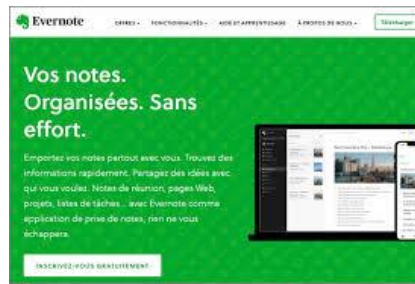 Evernote
OFFRES
FONCTIONNALITÉS
AIDE ET APPRENTISSAGE
À PROPOS DE NOUS
Télécharger
Vos notes.
Organisées. Sans
effort.
Emportez vos notes partout avec vous. Trouvez des
informations rapidement. Partagez des idées avec
qui vous voulez. Notes de réunion, pages Web,
projets, listes de tâches... avec Evernote comme
application de prise de notes, rien ne vous
échappera.
INSCRIVEZ-VOUS GRATUITEMENT